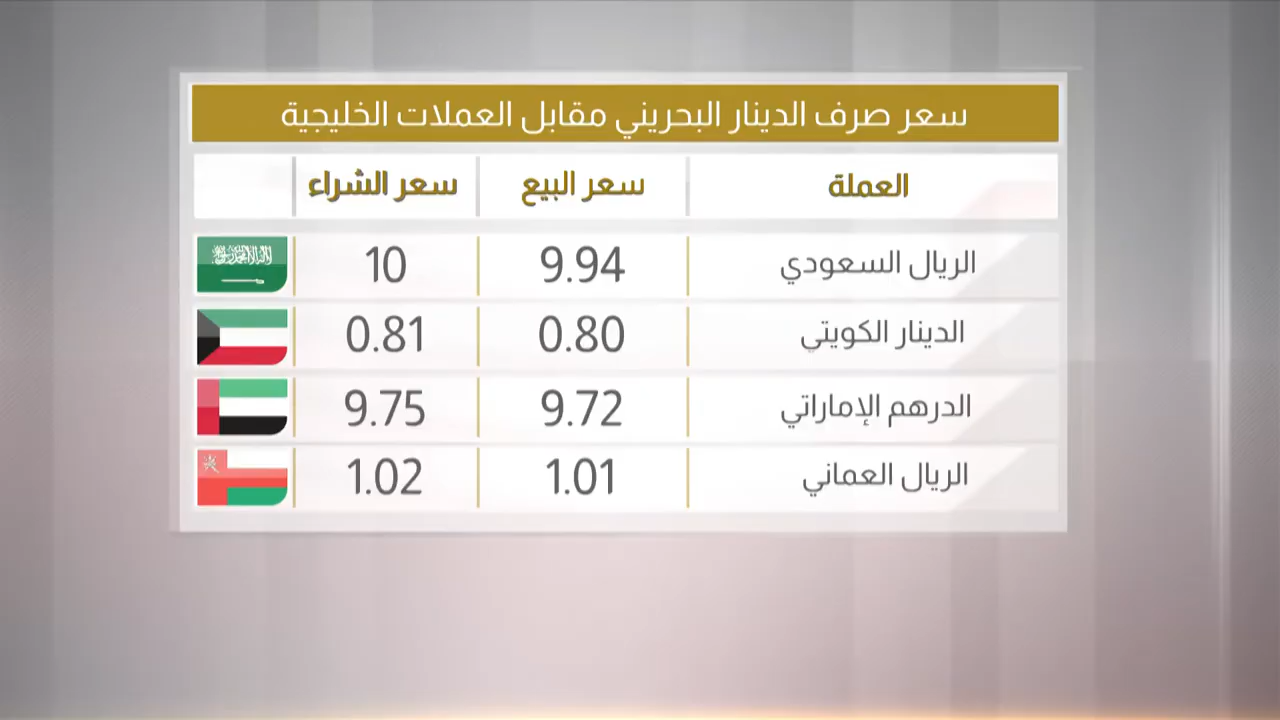 سعر صرف الدينار البحريني مقابل العملات الخليجية
العملة سعر البيع سعر الشراء
الريال السعودي 9.94 10
الدينار الكويتي 0.80 0.81
الدرهم الإماراتي 9.72 9.75
الريال العماني 1.01 1.02